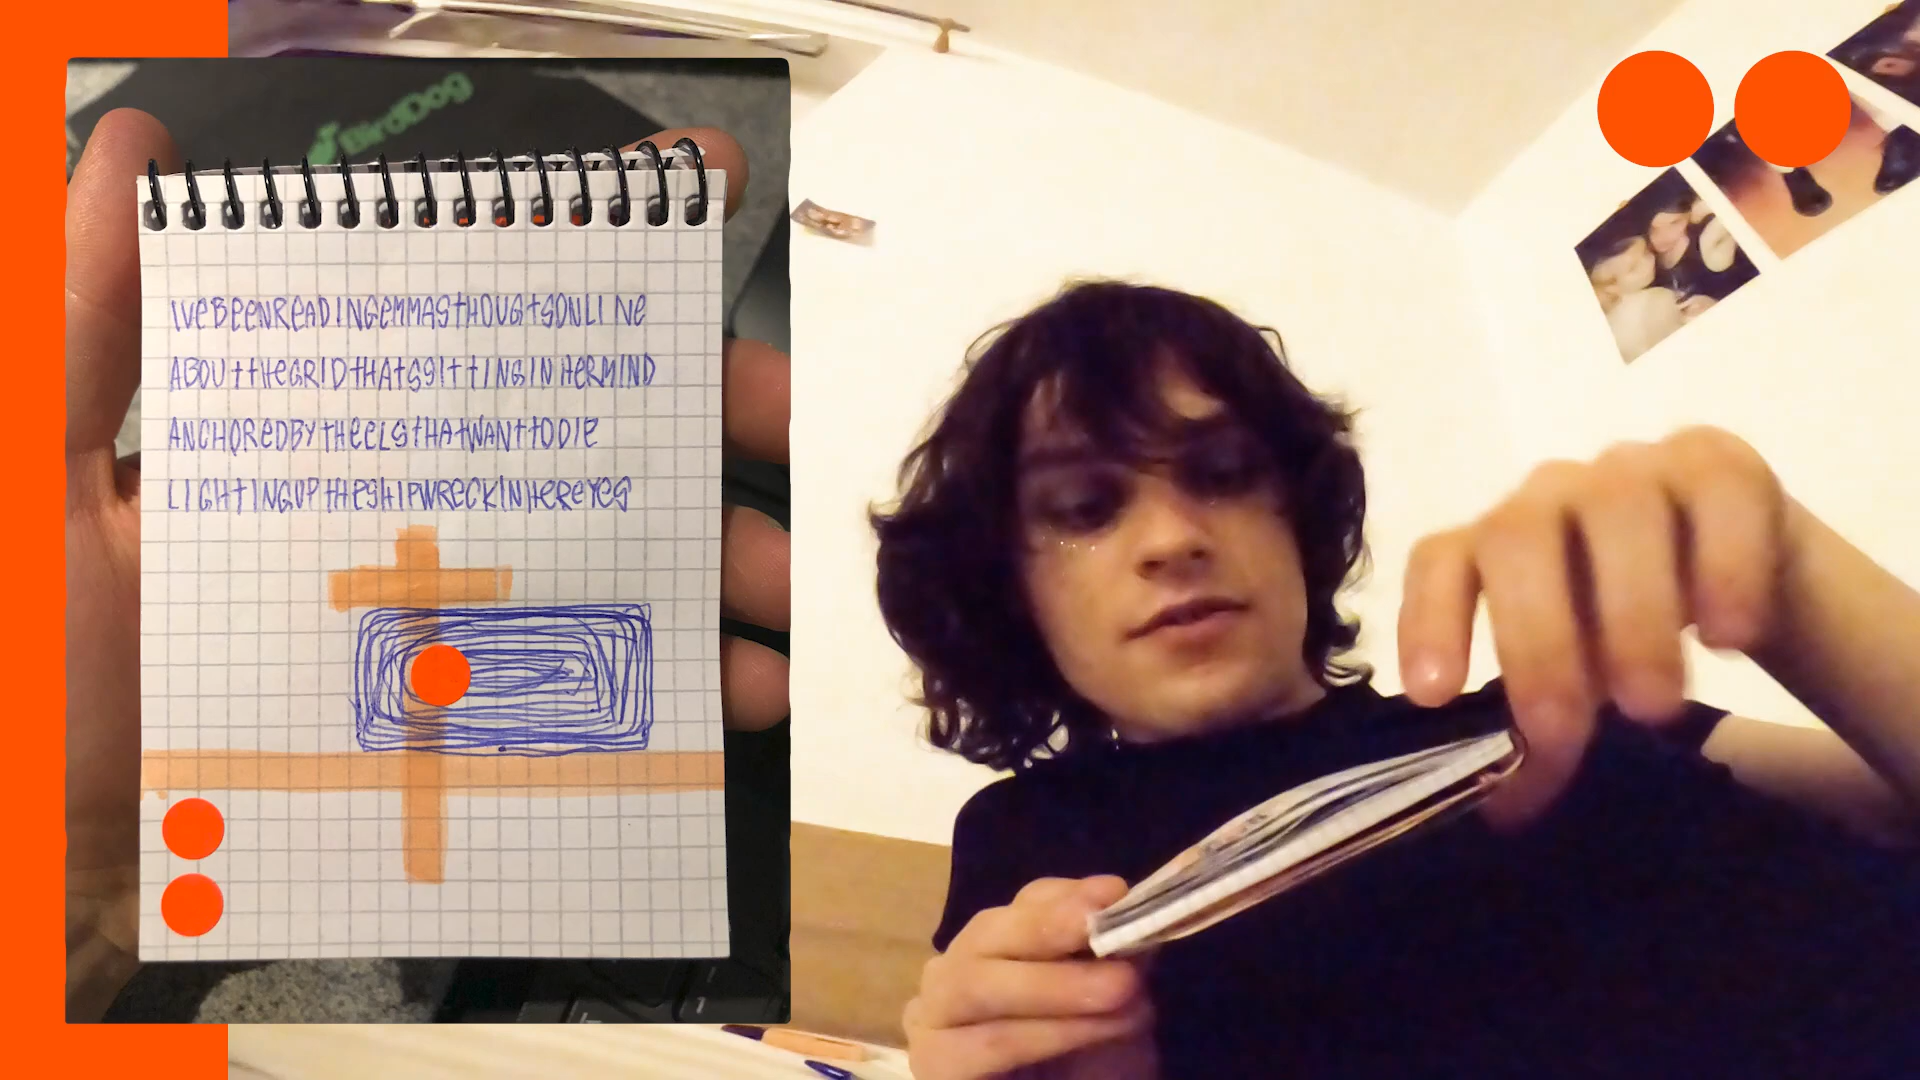 BirdDog
IVEBEENREADINGEMMASTHOUGTSONLINE
ABOUTTHEGRIDTHATSSITTINGINHERMIND
ANCHOREDBYTHEELSTHATWANTTODIE
LIGHTINGUPTHESHIPWRECKINHEREYES